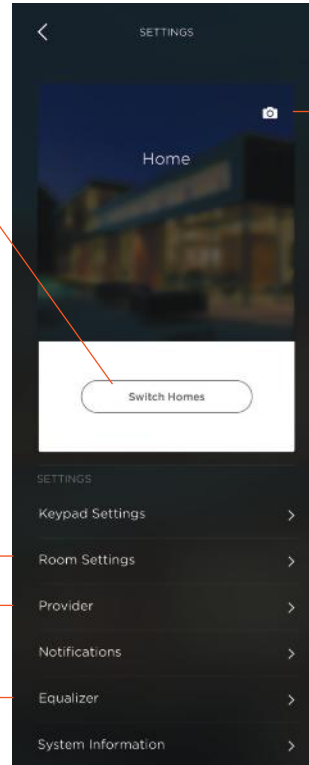 SETTINGS
Home
Switch Homes
SETTINGS
Keypad Settings
Room Settings
Provider
Notifications
Equalizer
System Information